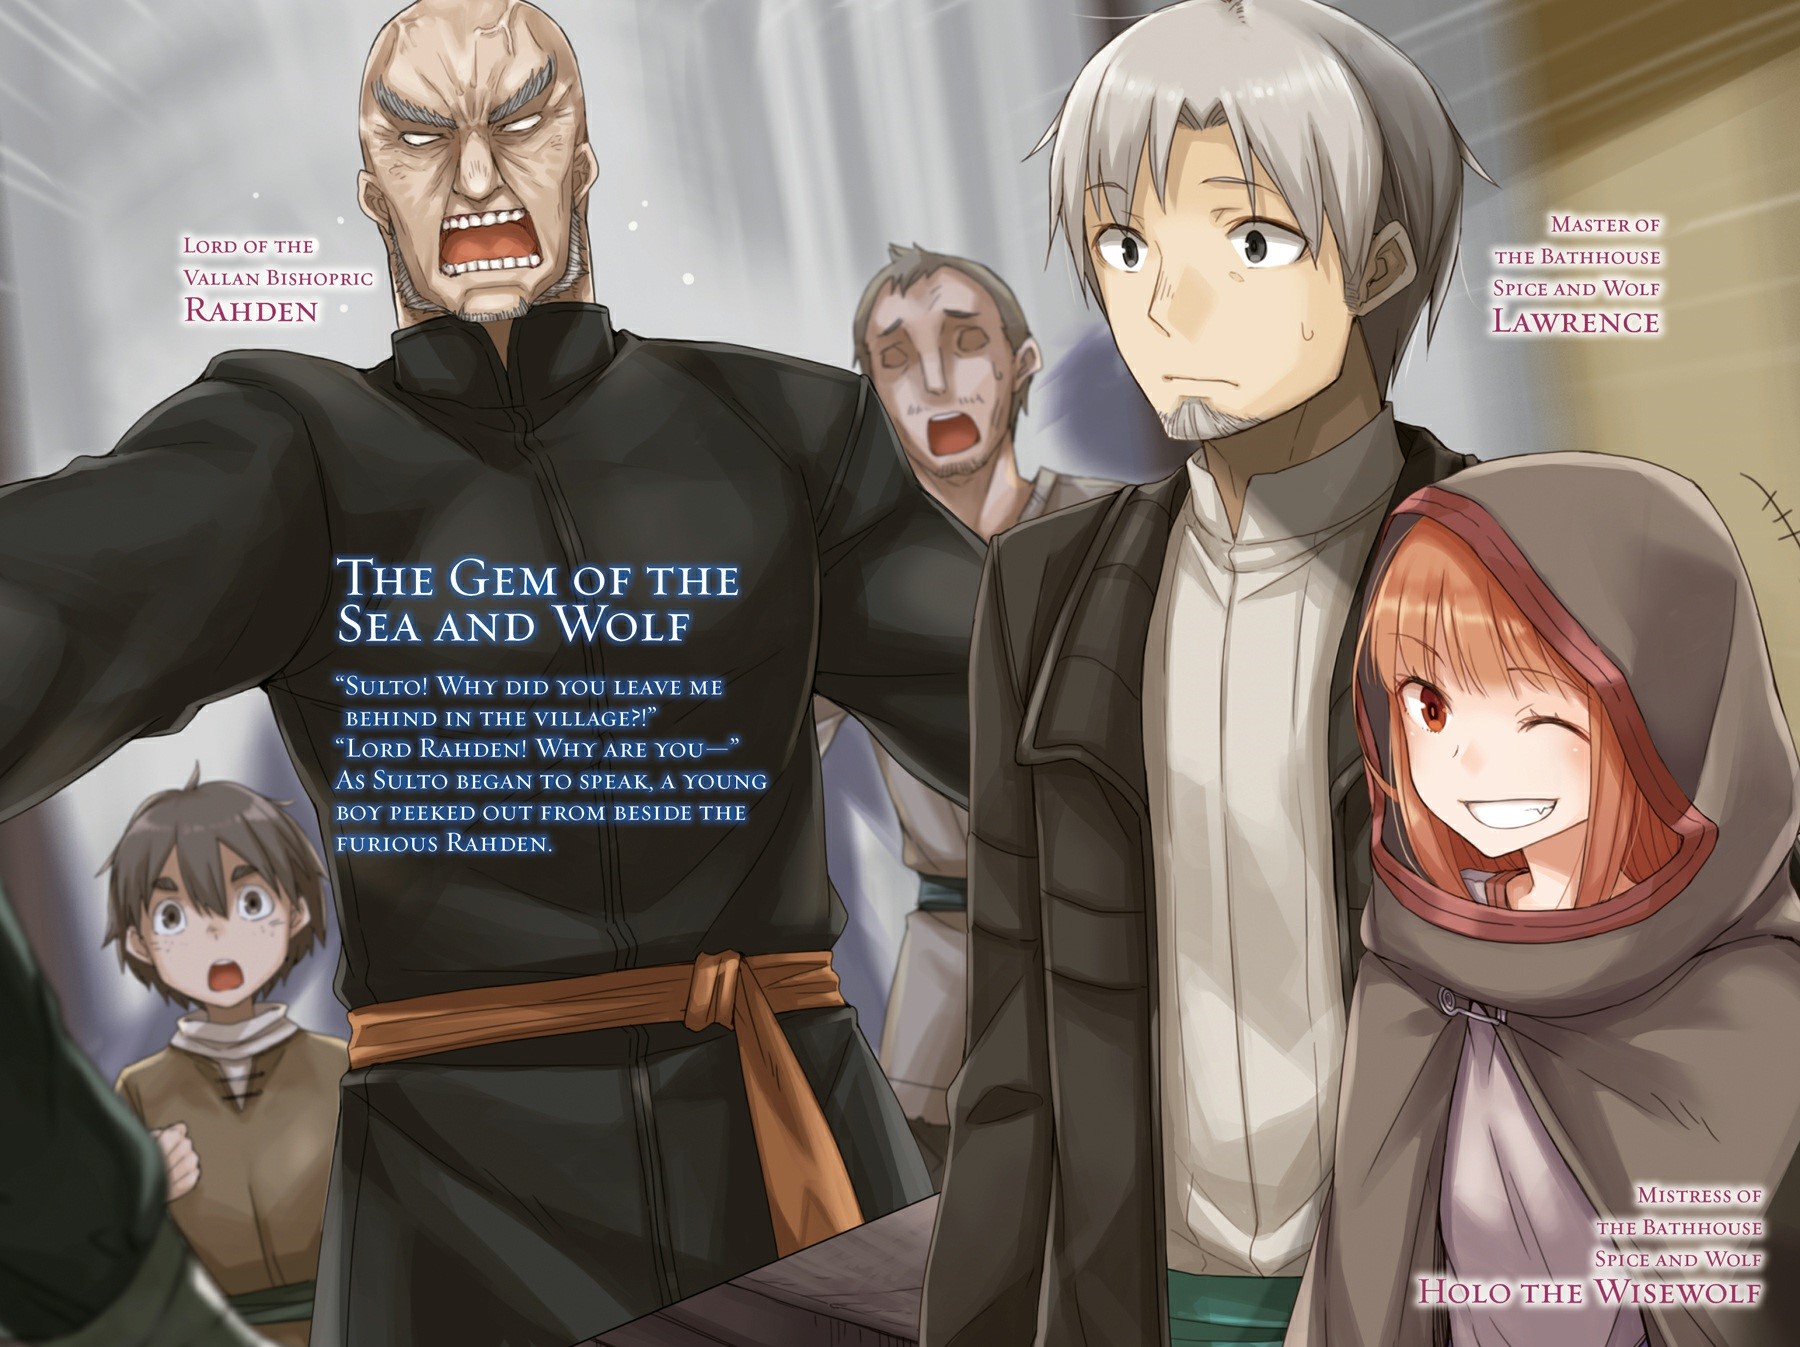 Lord of the
Vallan Bishopric
Rahden
Master of
the Bathhouse
Spice and Wolf
Lawrence
The Gem of the
Sea and Wolf
“Sulto! Why did you leave me
behind in the village?!”
“Lord Rahden! Why are you—”
As Sulto began to speak, a young
boy peeked out from beside the
furious Rahden.
Mistress of
the Bathhouse
Spice and Wolf
Holo the Wisewolf